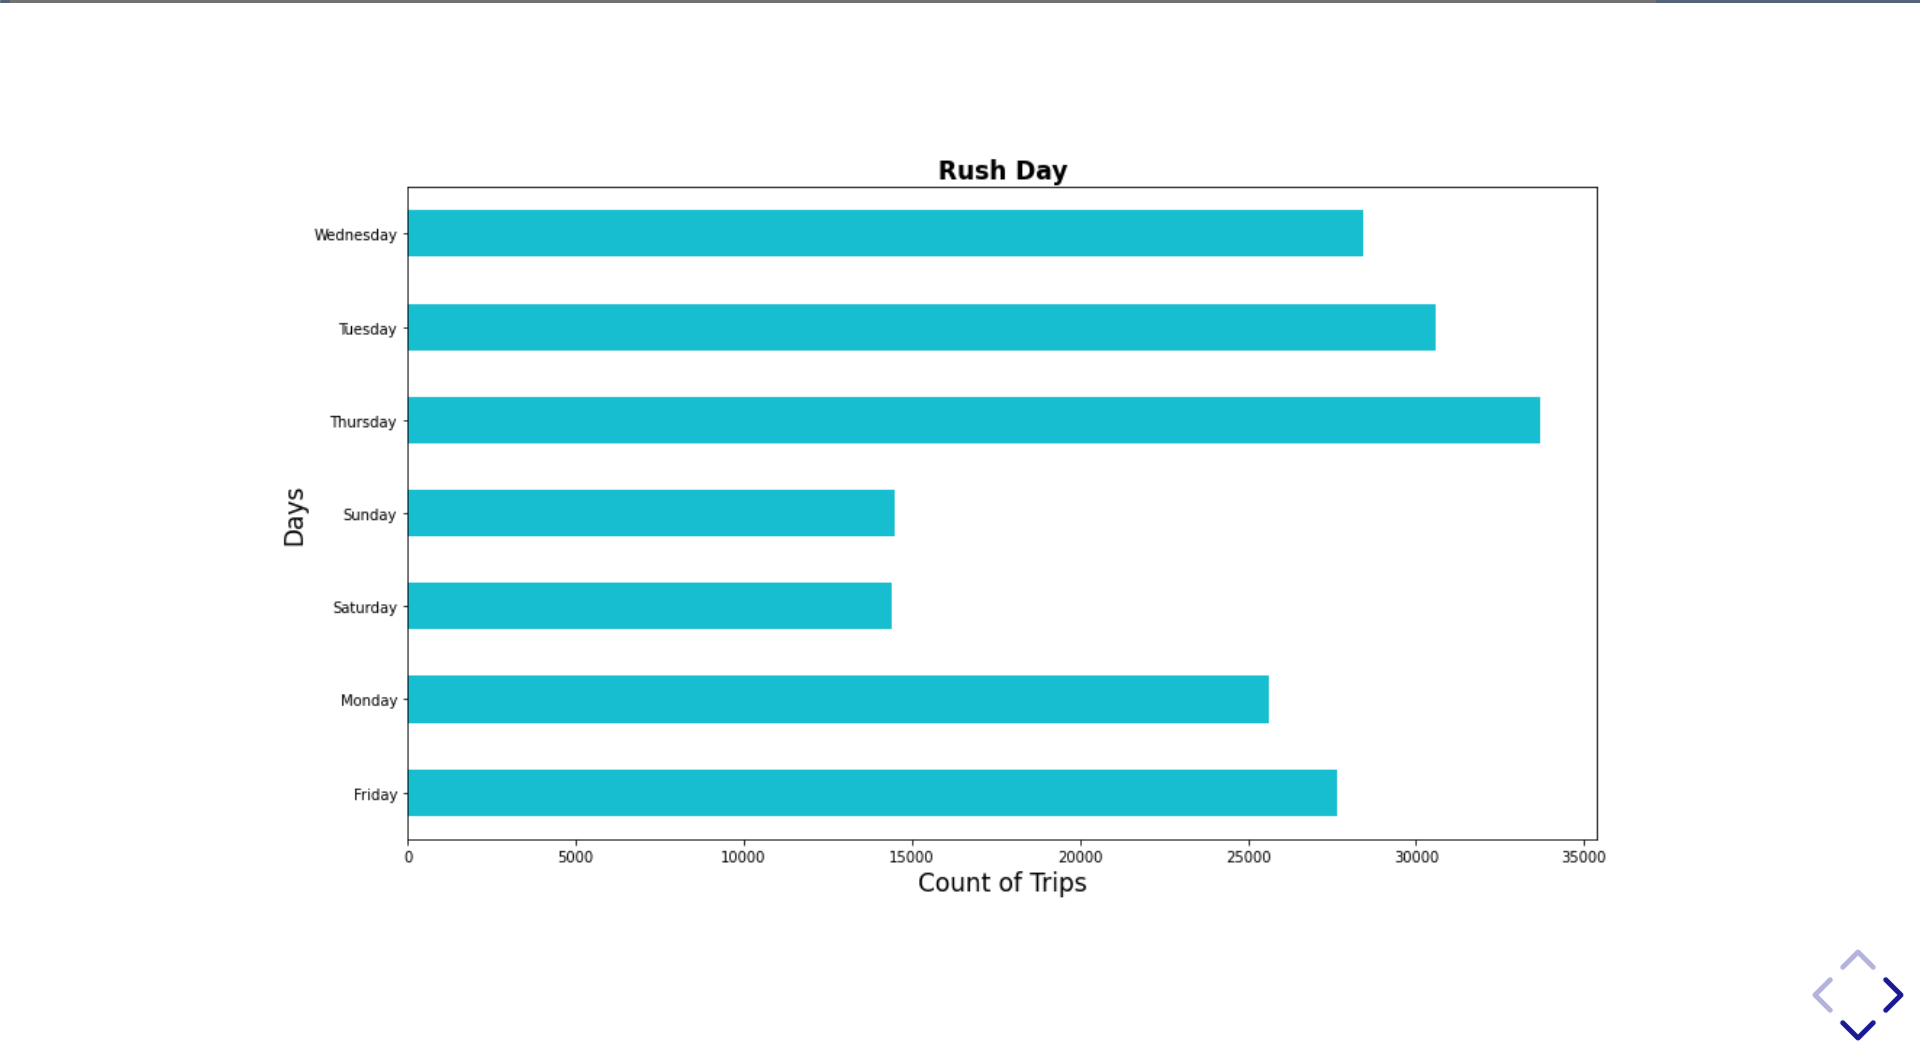 Rush Day
Wednesday
Tuesday
Thursday
Sunday
Saturday
Monday
Friday
Days
0 5000 10000 15000 20000 25000 30000 35000
Count of Trips